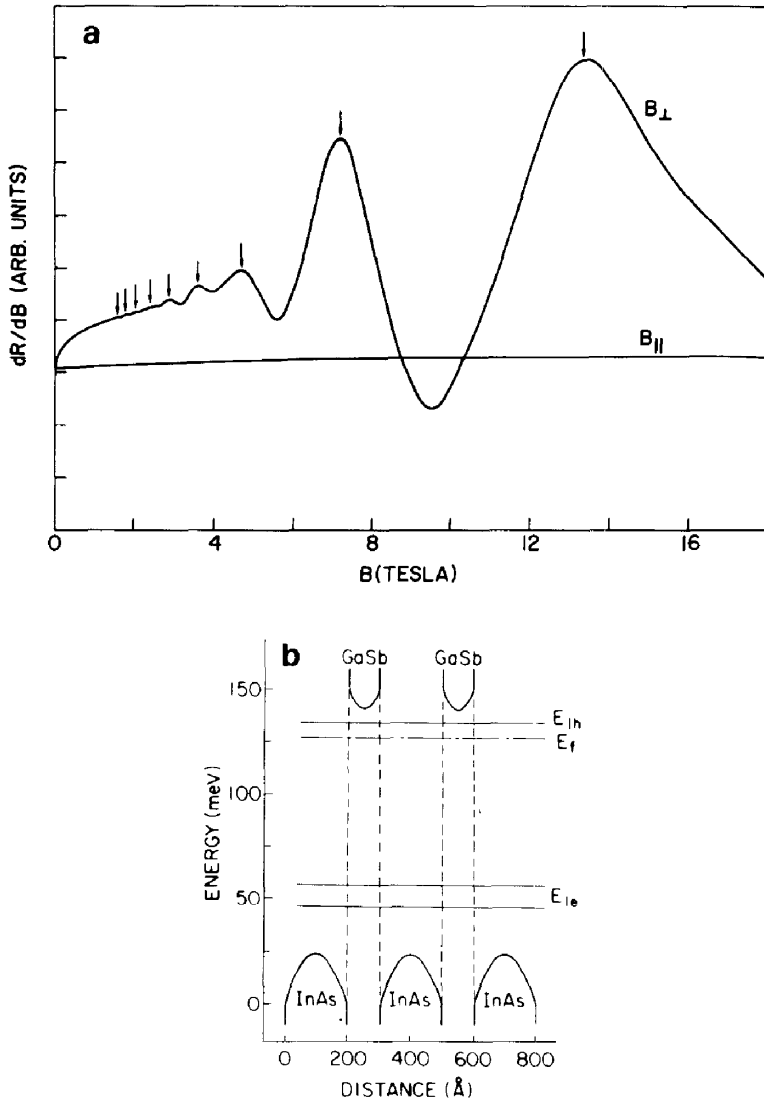 a
dR/dB (ARB. UNITS)
B⊥
B||
0 4 8 12 16
B(TESLA)
b
GaSb GaSb
150
E1h
Ef
100
ENERGY (meV)
50
E1e
InAs InAs InAs
0
0 200 400 600 800
DISTANCE (Å)